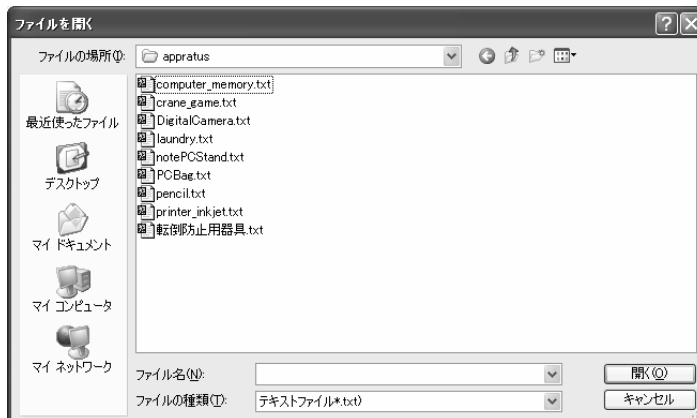 ファイルを開く
ファイルの場所(I):
appratus
最近使ったファイル
デスクトップ
マイ ドキュメント
マイ コンピュータ
マイ ネットワーク
computer_memory.txt
crane_game.txt
DigitalCamera.txt
laundry.txt
notePCStand.txt
PCBag.txt
pencil.txt
printer_inkjet.txt
転倒防止用器具.txt
ファイル名(N):
開く(O)
ファイルの種類(T):
テキストファイル*.txt)
キャンセル